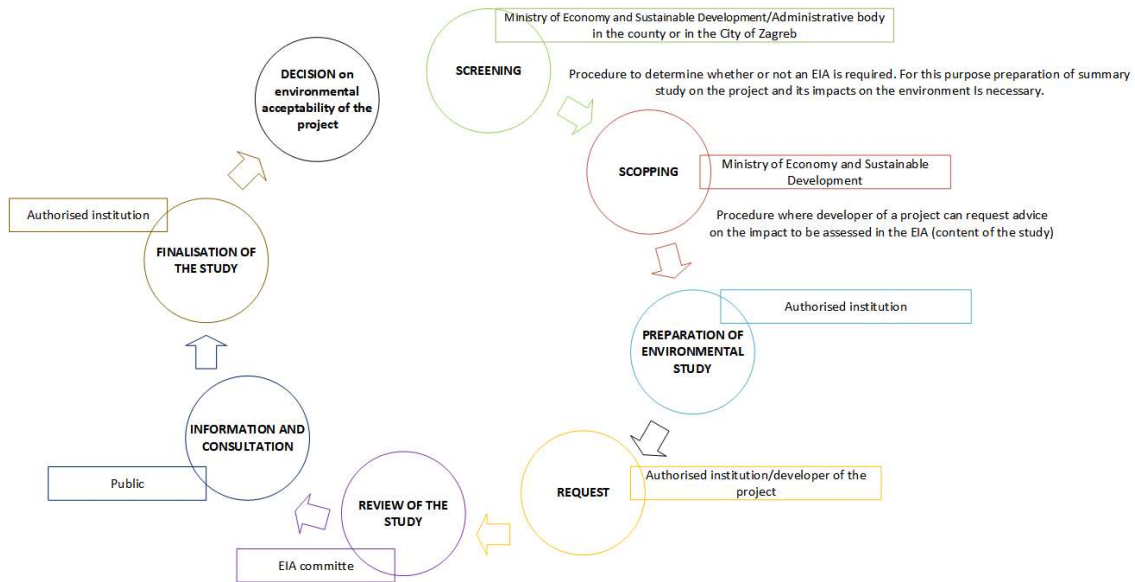 Ministry of Economy and Sustainable Development/Administrative body
in the county or in the City of Zagreb
SCREENING
Procedure to determine whether or not an EIA is required. For this purpose preparation of summary
study on the project and its impacts on the environment Is necessary.
SCOPPING
Ministry of Economy and Sustainable
Development
Procedure where developer of a project can request advice
on the impact to be assessed in the EIA (content of the study)
Authorised institution
PREPARATION OF
ENVIRONMENTAL
STUDY
REQUEST
Authorised institution/developer of the
project
REVIEW OF THE
STUDY
EIA committe
INFORMATION AND
CONSULTATION
Public
Authorised institution
FINALISATION OF
THE STUDY
DECISION on
environmental
acceptability of the
project